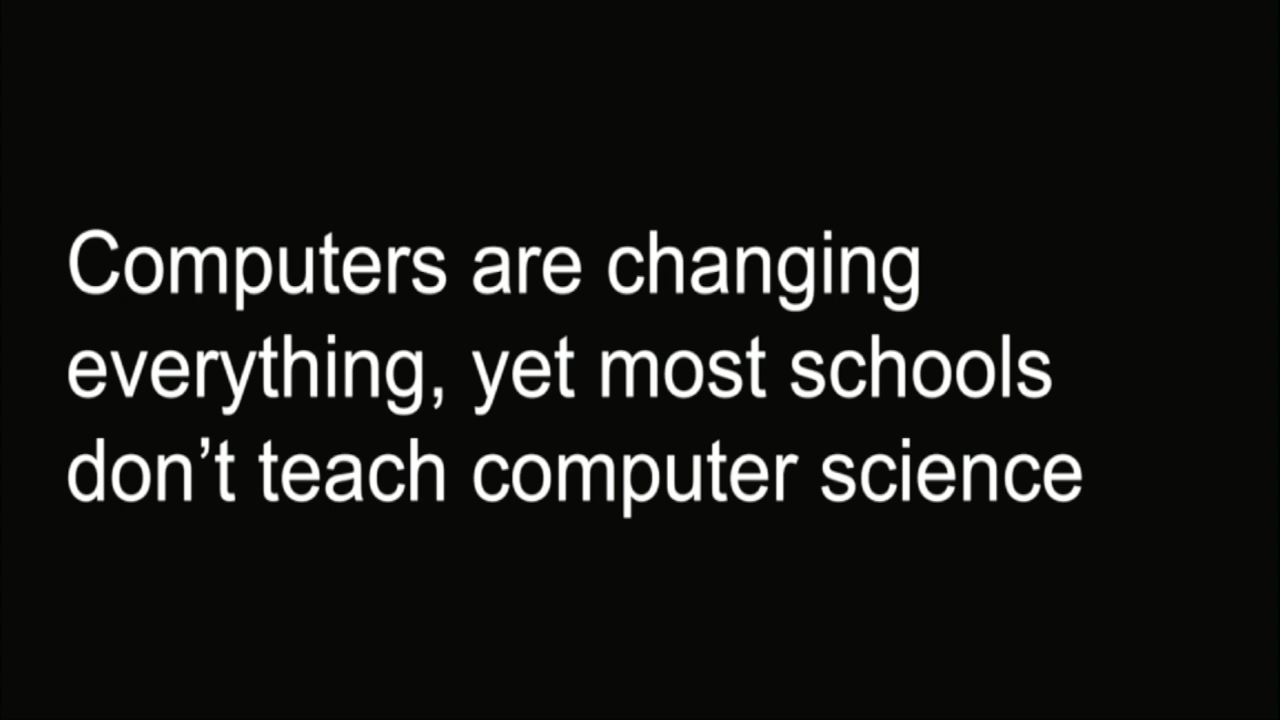 Computers are changing
everything, yet most schools
don’t teach computer science